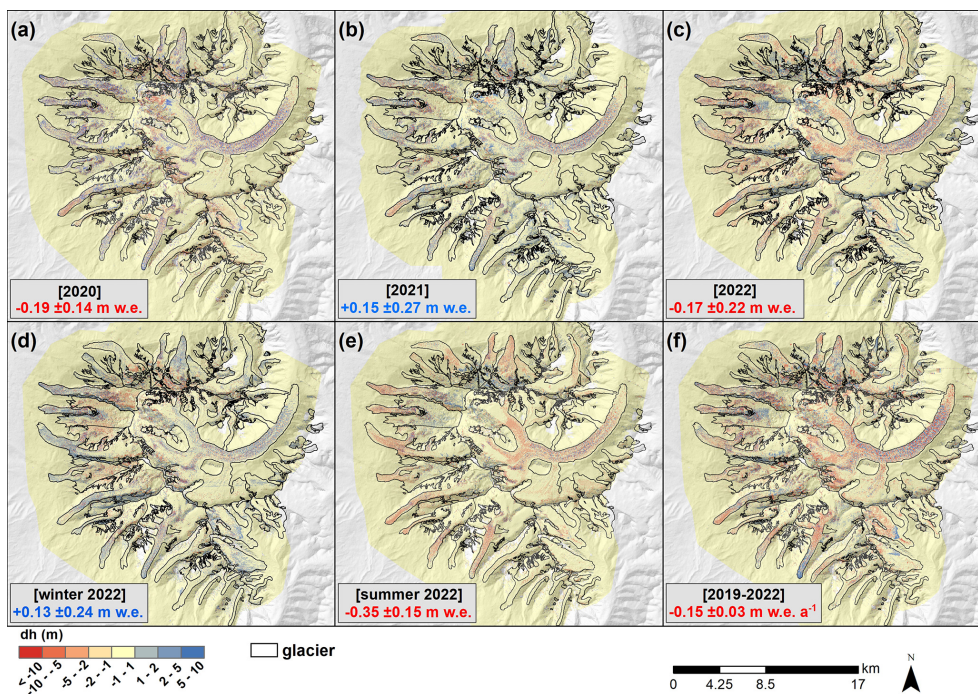 (a)
(b)
(c)
[2020]
-0.19 ±0.14 m w.e.
[2021]
+0.15 ±0.27 m w.e.
[2022]
-0.17 ±0.22 m w.e.
(d)
(e)
(f)
[winter 2022]
+0.13 ±0.24 m w.e.
[summer 2022]
-0.35 ±0.15 m w.e.
[2019-2022]
-0.15 ±0.03 m w.e. a⁻¹
dh (m)
< -10
-10 - -5
-5 - -2
-2 - -1
-1 - 1
1 - 2
2 - 5
5 - 10
glacier
km
0 4.25 8.5 17
N